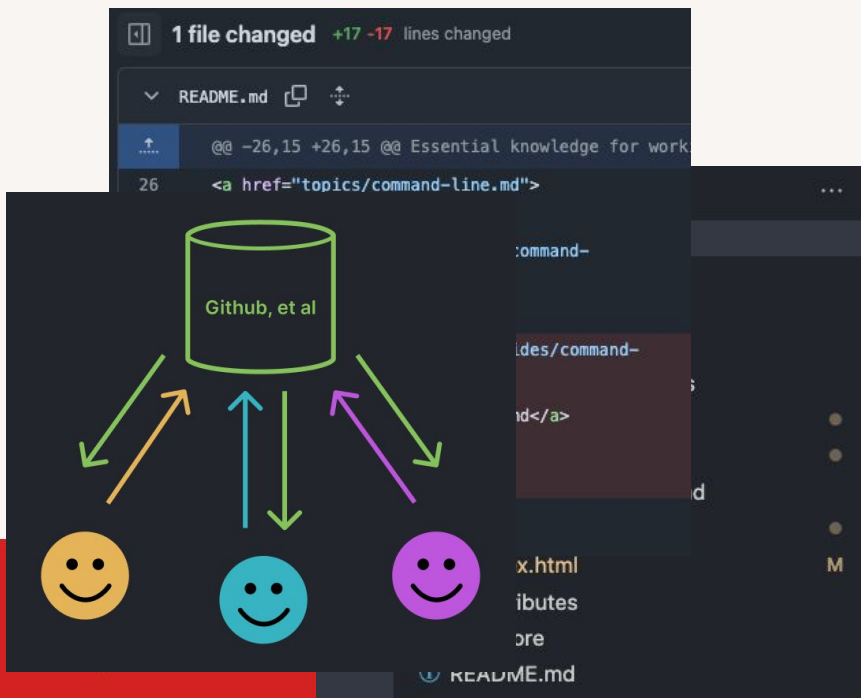 1 file changed +17 -17 lines changed
README.md
@@ -26,15 +26,15 @@ Essential knowledge for work
26 <a href="topics/command-line.md">
command-
ides/command-
nd</a>
Github, et al
x.html M
ibutes
ore
README.md